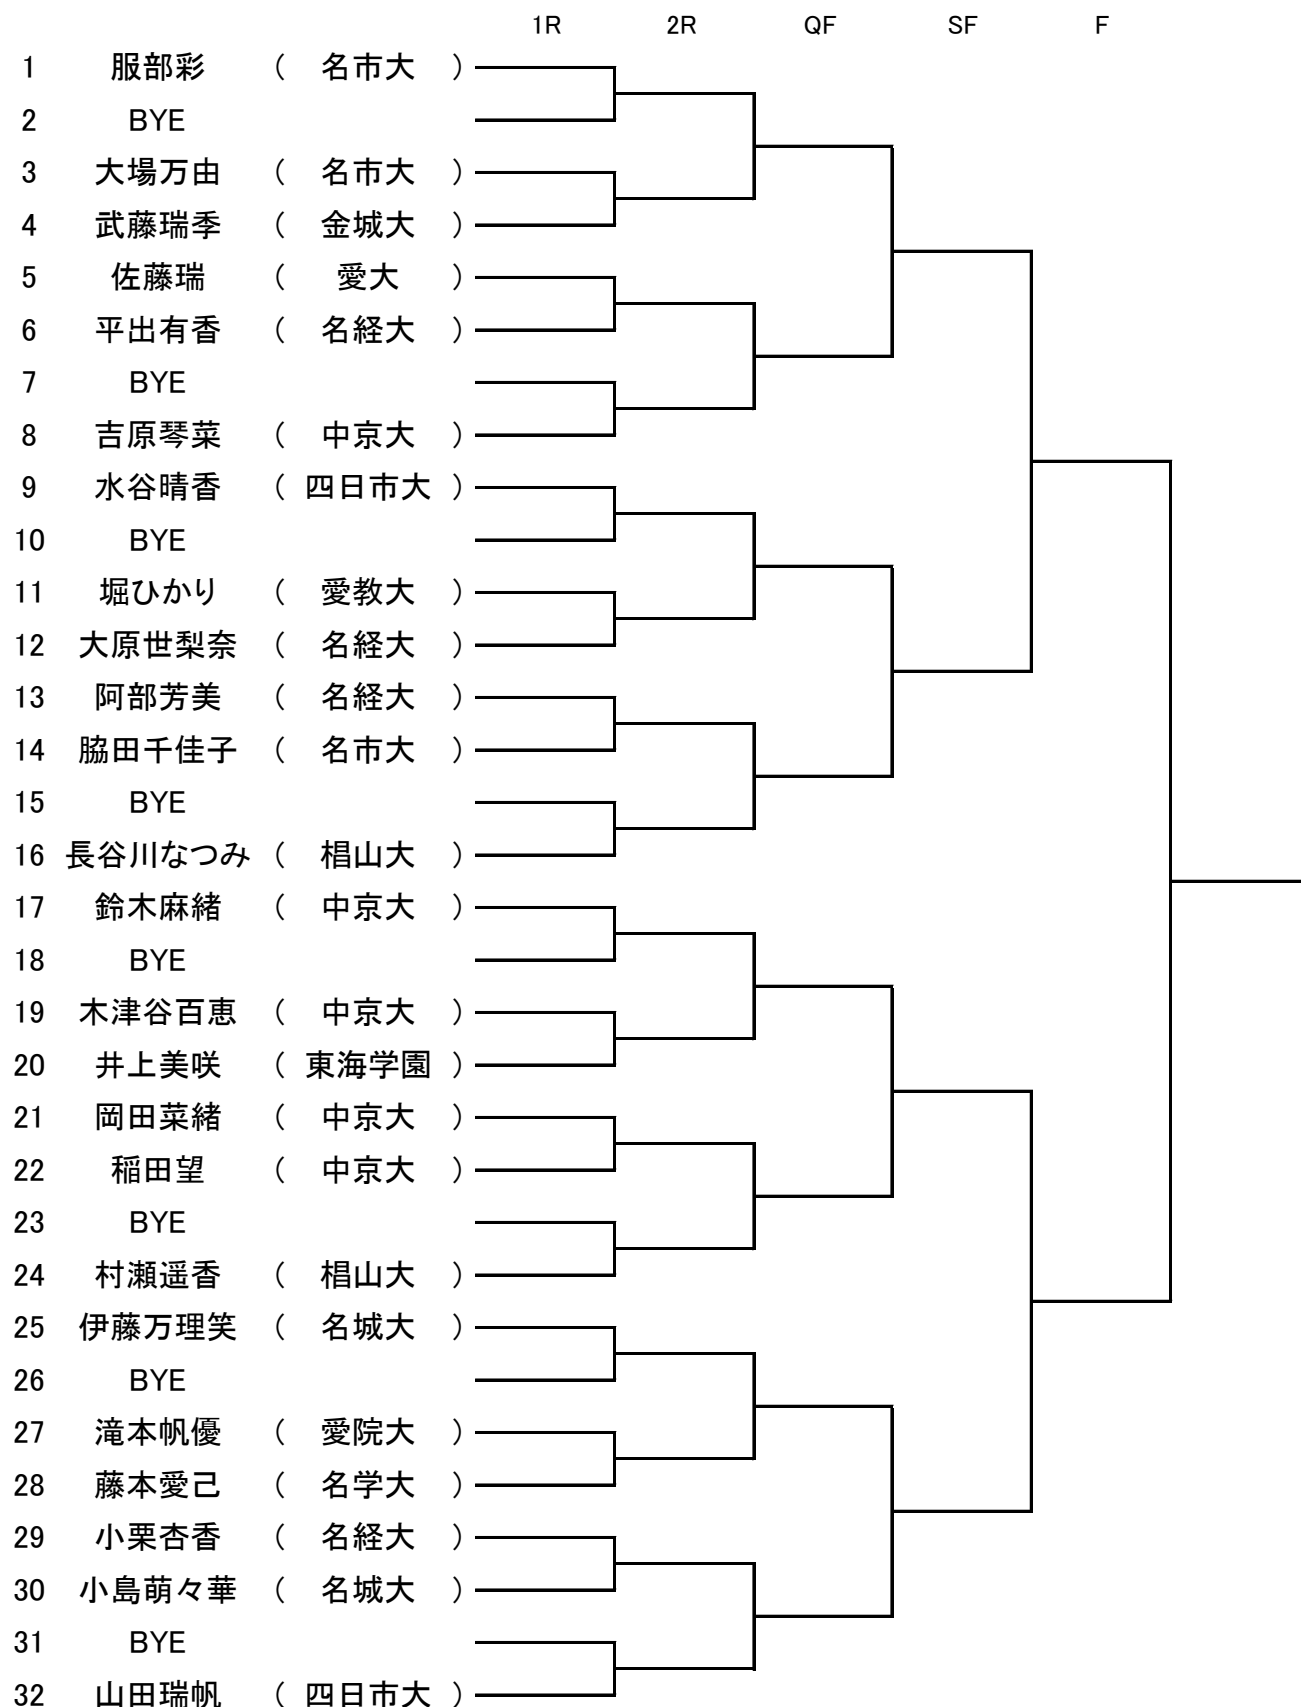 1R 2R QF SF F
1 服部彩 ( 名市大 )
2 BYE
3 大場万由 ( 名市大 )
4 武藤瑞季 ( 金城大 )
5 佐藤瑞 ( 愛大 )
6 平出有香 ( 名経大 )
7 BYE
8 吉原琴菜 ( 中京大 )
9 水谷晴香 ( 四日市大 )
10 BYE
11 堀ひかり ( 愛教大 )
12 大原世梨奈 ( 名経大 )
13 阿部芳美 ( 名経大 )
14 脇田千佳子 ( 名市大 )
15 BYE
16 長谷川なつみ ( 椙山大 )
17 鈴木麻緒 ( 中京大 )
18 BYE
19 木津谷百恵 ( 中京大 )
20 井上美咲 ( 東海学園 )
21 岡田菜緒 ( 中京大 )
22 稲田望 ( 中京大 )
23 BYE
24 村瀬遥香 ( 椙山大 )
25 伊藤万理笑 ( 名城大 )
26 BYE
27 滝本帆優 ( 愛院大 )
28 藤本愛己 ( 名学大 )
29 小栗杏香 ( 名経大 )
30 小島萌々華 ( 名城大 )
31 BYE
32 山田瑞帆 ( 四日市大 )